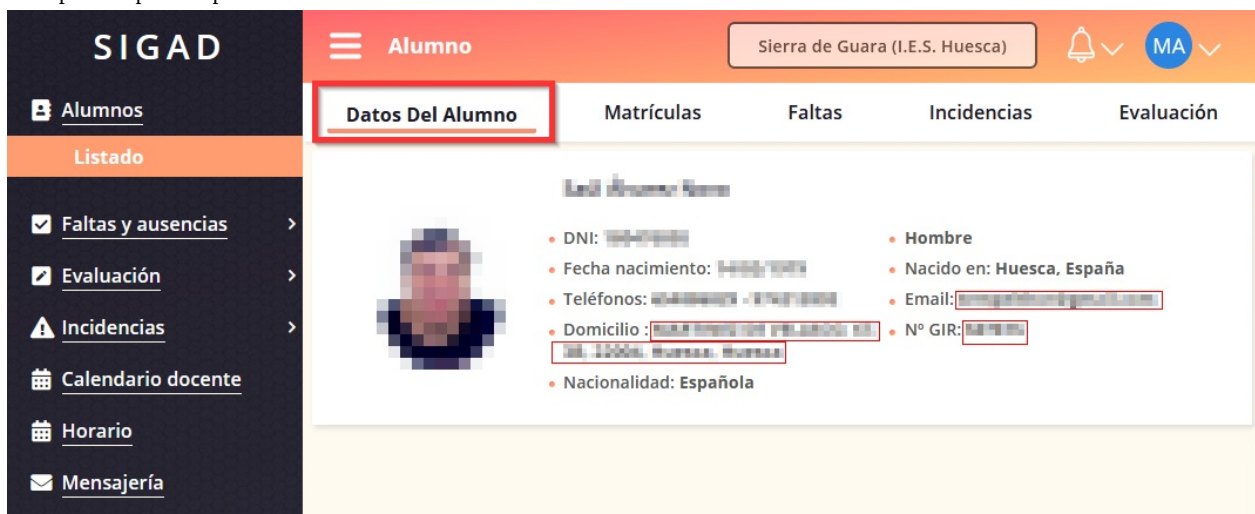 SIGAD
Alumno
Sierra de Guara (I.E.S. Huesca)
MA
Alumnos
Listado
Faltas y ausencias
Evaluación
Incidencias
Calendario docente
Horario
Mensajería
Datos Del Alumno
Matrículas
Faltas
Incidencias
Evaluación
DNI:
Fecha nacimiento:
Teléfonos:
Domicilio :
Nacionalidad: Española
Hombre
Nacido en: Huesca, España
Email:
Nº GIR: